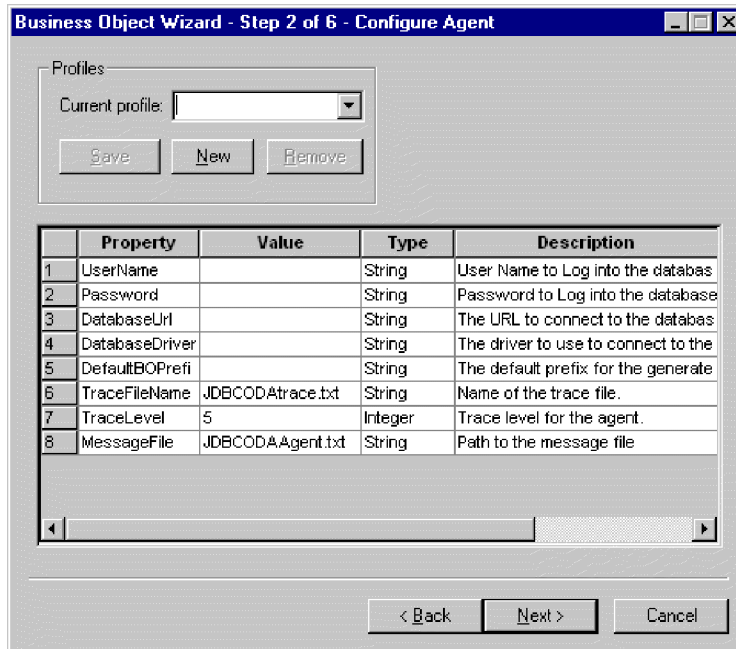 Business Object Wizard - Step 2 of 6 - Configure Agent
Profiles
Current profile:
Save New Remove
Property Value Type Description
1 UserName String User Name to Log into the databas
2 Password String Password to Log into the database
3 DatabaseUrl String The URL to connect to the databas
4 DatabaseDriver String The driver to use to connect to the
5 DefaultBOPrefi String The default prefix for the generate
6 TraceFileName JDBCODAtrace.txt String Name of the trace file.
7 TraceLevel 5 Integer Trace level for the agent.
8 MessageFile JDBCODAAgent.txt String Path to the message file
< Back Next > Cancel